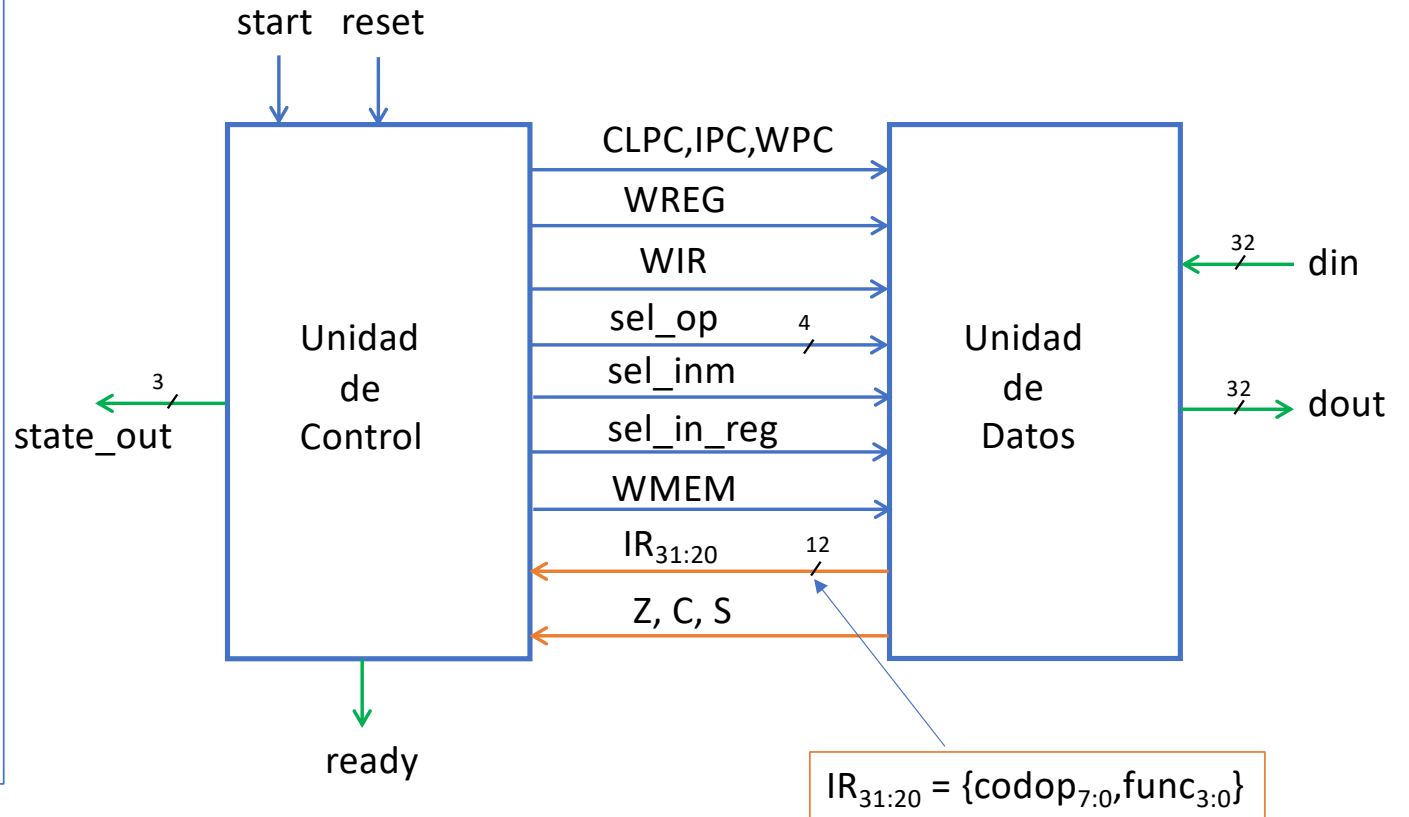 start reset
CLPC,IPC,WPC
WREG
WIR
sel_op 4
sel_inm
sel_in_reg
WMEM
IR31:20 12
Z, C, S
Unidad
de
Control
Unidad
de
Datos
32
din
32
dout
3
state_out
ready
IR31:20 = {codop7:0,func3:0}